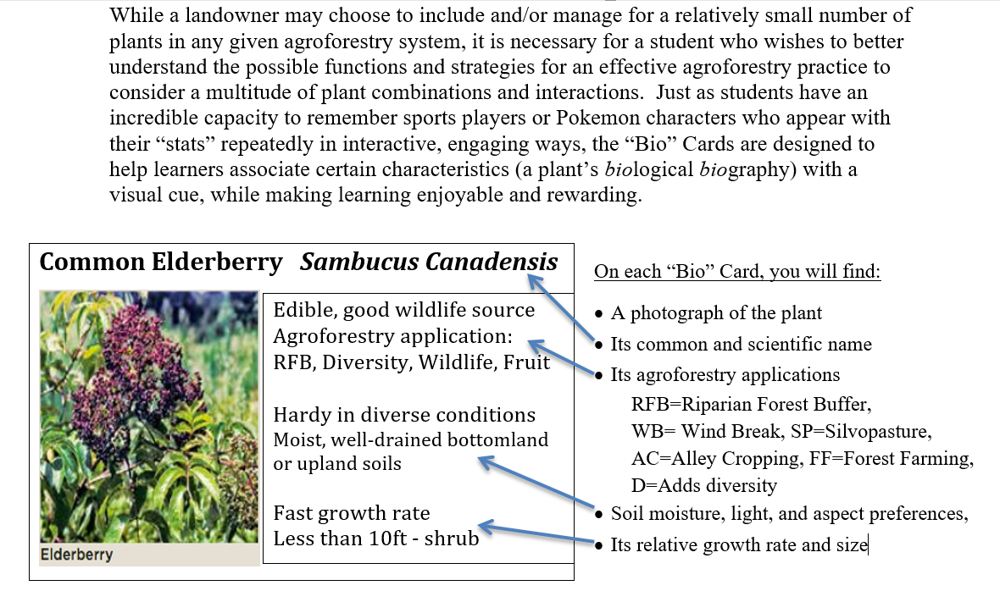 While a landowner may choose to include and/or manage for a relatively small number of
plants in any given agroforestry system, it is necessary for a student who wishes to better
understand the possible functions and strategies for an effective agroforestry practice to
consider a multitude of plant combinations and interactions.  Just as students have an
incredible capacity to remember sports players or Pokemon characters who appear with
their “stats” repeatedly in interactive, engaging ways, the “Bio” Cards are designed to
help learners associate certain characteristics (a plant’s biological biography) with a
visual cue, while making learning enjoyable and rewarding.
Common Elderberry Sambucus Canadensis
Edible, good wildlife source
Agroforestry application:
RFB, Diversity, Wildlife, Fruit
Hardy in diverse conditions
Moist, well-drained bottomland
or upland soils
Fast growth rate
Less than 10ft - shrub
Elderberry
On each “Bio” Card, you will find:
• A photograph of the plant
• Its common and scientific name
• Its agroforestry applications
RFB=Riparian Forest Buffer,
WB= Wind Break, SP=Silvopasture,
AC=Alley Cropping, FF=Forest Farming,
D=Adds diversity
• Soil moisture, light, and aspect preferences,
• Its relative growth rate and size